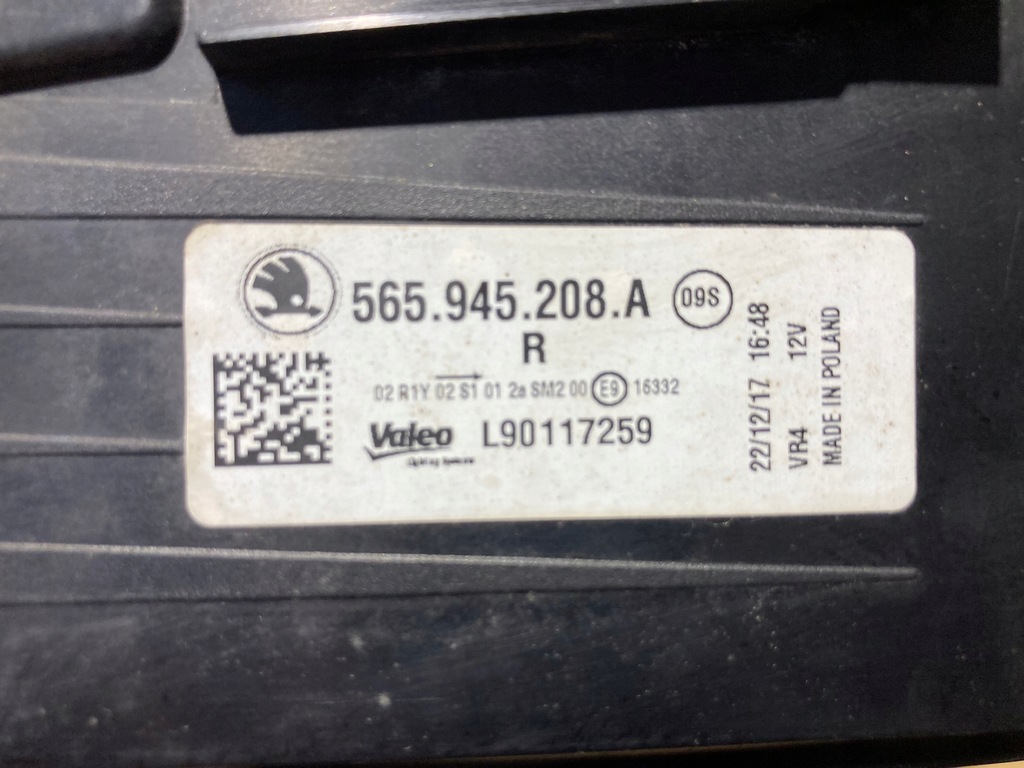 565.945.208.A 09S
R
02 R1Y 02 S1 01 2a SM2 00 E9 16332
Valeo L90117259
22/12/17 16:48
VR4 12V
MADE IN POLAND